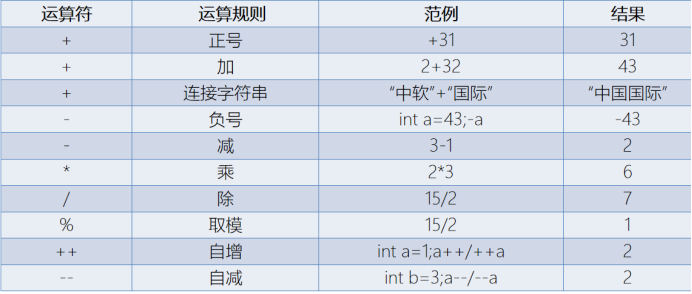 运算符 运算规则 范例 结果
+ 正号 +31 31
+ 加 2+32 43
+ 连接字符串 “中软”+“国际” “中国国际”
- 负号 int a=43;-a -43
- 减 3-1 2
* 乘 2*3 6
/ 除 15/2 7
% 取模 15/2 1
++ 自增 int a=1;a++/++a 2
-- 自减 int b=3;a--/--a 2